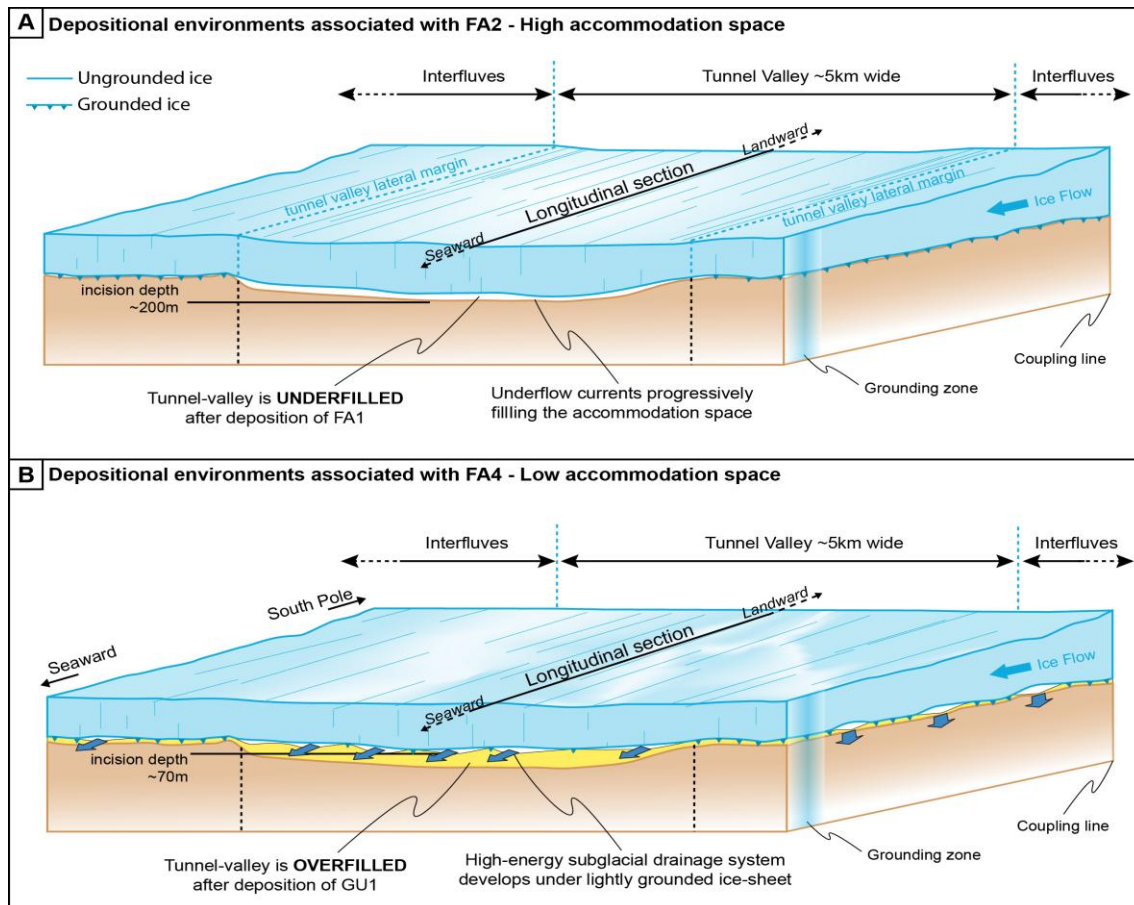 A Depositional environments associated with FA2 - High accommodation space
Ungrounded ice
Grounded ice
Interfluves
Tunnel Valley ~5km wide
Interfluves
Landward
tunnel valley lateral margin
Longitudinal section
tunnel valley lateral margin
Seaward
Ice Flow
incision depth
~200m
Coupling line
Grounding zone
Tunnel-valley is UNDERFILLED
after deposition of FA1
Underflow currents progressively
fillling the accommodation space
B Depositional environments associated with FA4 - Low accommodation space
Interfluves
Tunnel Valley ~5km wide
Interfluves
South Pole
Landward
Seaward
Longitudinal section
Seaward
Ice Flow
incision depth
~70m
Coupling line
Grounding zone
Tunnel-valley is OVERFILLED
after deposition of GU1
High-energy subglacial drainage system
develops under lightly grounded ice-sheet